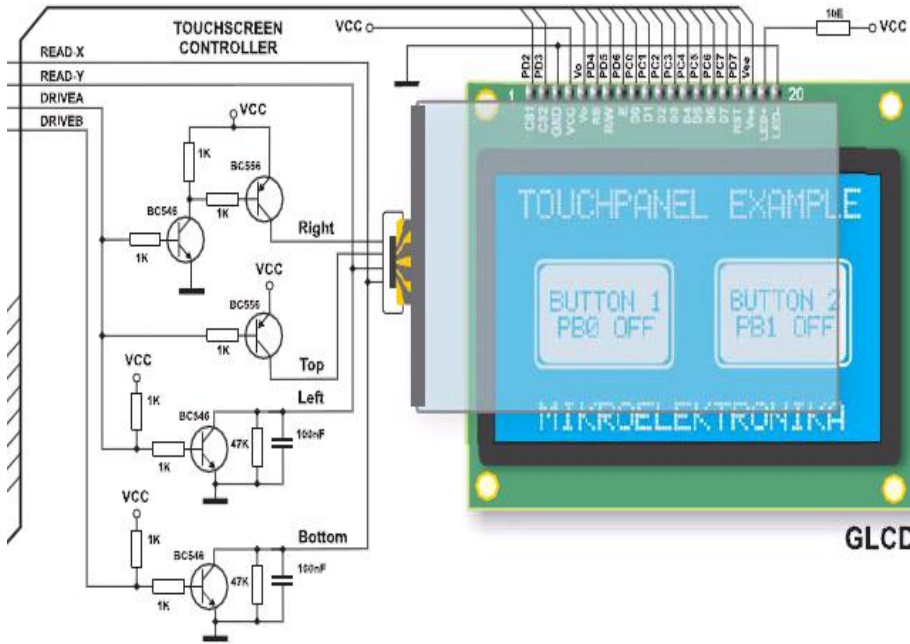 TOUCHSCREEN
CONTROLLER
READ-X
READ-Y
DRIVEA
DRIVEB
VCC
1K
BC556
1K
BC546
1K
Right
VCC
BC556
1K
Top
VCC
Left
1K
BC546
1K
47K
100nF
VCC
Bottom
1K
BC546
1K
47K
100nF
VCC
10E
VCC
PD2
PD3
Vo
PD4
PD5
PD6
PC0
PC1
PC2
PC3
PC4
PC5
PC6
PC7
PD7
Vee
1
20
CS1
CS2
GND
VCC
Vo
RS
R/W
E
D0
D1
D2
D3
D4
D5
D6
D7
RST
Vee
LED+
LED-
TOUCHPANEL EXAMPLE
BUTTON 1
PB0 OFF
BUTTON 2
PB1 OFF
MIKROELEKTRONIKA
GLCD